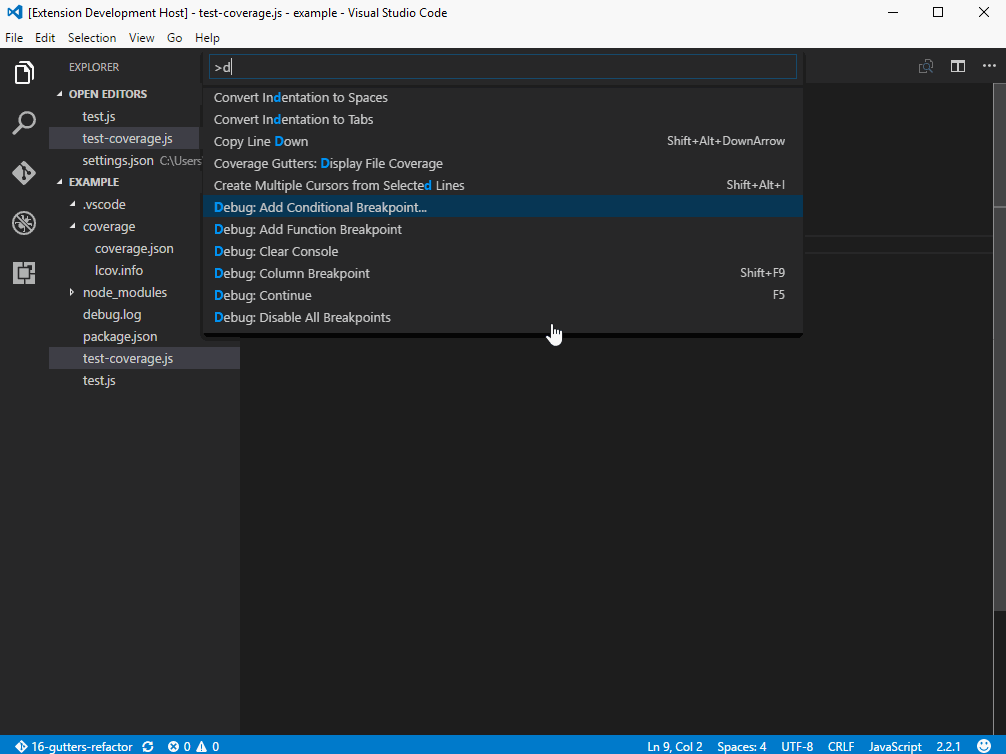 [Extension Development Host] - test-coverage.js - example - Visual Studio Code
File Edit Selection View Go Help
EXPLORER
OPEN EDITORS
test.js
test-coverage.js
settings.json C:\Users
EXAMPLE
.vscode
coverage
coverage.json
lcov.info
node_modules
debug.log
package.json
test-coverage.js
test.js
>d
Convert Indentation to Spaces
Convert Indentation to Tabs
Copy Line Down Shift+Alt+DownArrow
Coverage Gutters: Display File Coverage
Create Multiple Cursors from Selected Lines Shift+Alt+I
Debug: Add Conditional Breakpoint...
Debug: Add Function Breakpoint
Debug: Clear Console
Debug: Column Breakpoint Shift+F9
Debug: Continue F5
Debug: Disable All Breakpoints
16-gutters-refactor 0 0 Ln 9, Col 2 Spaces: 4 UTF-8 CRLF JavaScript 2.2.1